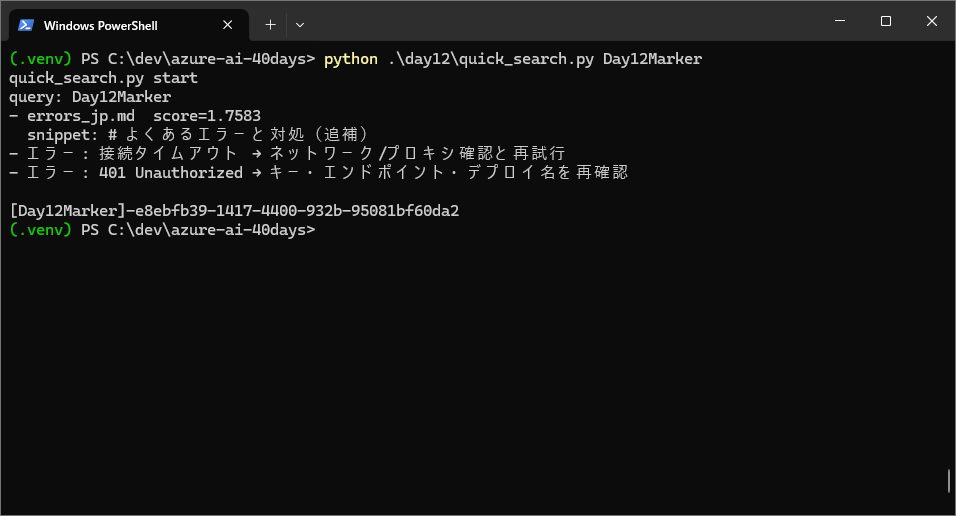 Windows PowerShell
(.venv) PS C:\dev\azure-ai-40days> python .\day12\quick_search.py Day12Marker
quick_search.py start
query: Day12Marker
- errors_jp.md  score=1.7583
  snippet: # よくあるエラーと対処（追補）
- エラー: 接続タイムアウト → ネットワーク/プロキシ確認と再試行
- エラー: 401 Unauthorized → キー・エンドポイント・デプロイ名を再確認

[Day12Marker]-e8ebfb39-1417-4400-932b-95081bf60da2
(.venv) PS C:\dev\azure-ai-40days>